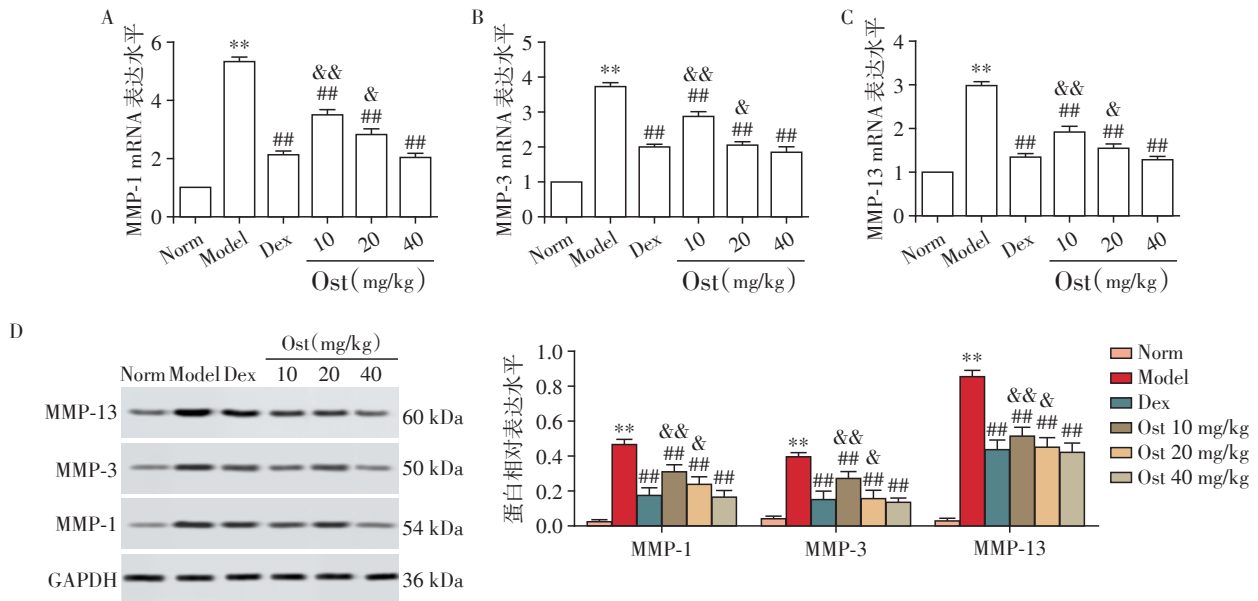 A
MMP-1 mRNA 表达水平
6
4
2
0
**
##
&&
##
&
##
##
Norm
Model
Dex
10
20
40
Ost(mg/kg)
B
MMP-3 mRNA 表达水平
5
4
3
2
1
0
**
##
&&
##
&
##
##
Norm
Model
Dex
10
20
40
Ost(mg/kg)
C
MMP-13 mRNA 表达水平
4
3
2
1
0
**
##
&&
##
&
##
##
Norm
Model
Dex
10
20
40
Ost(mg/kg)
D
Ost(mg/kg)
Norm Model Dex 10 20 40
MMP-13 60 kDa
MMP-3 50 kDa
MMP-1 54 kDa
GAPDH 36 kDa
蛋白相对表达水平
1.0
0.8
0.6
0.4
0.2
0.0
**
##
&&
##
&
##
##
**
##
&&
##
&
##
##
**
##
&&
##
&
##
##
MMP-1 MMP-3 MMP-13
Norm
Model
Dex
Ost 10 mg/kg
Ost 20 mg/kg
Ost 40 mg/kg